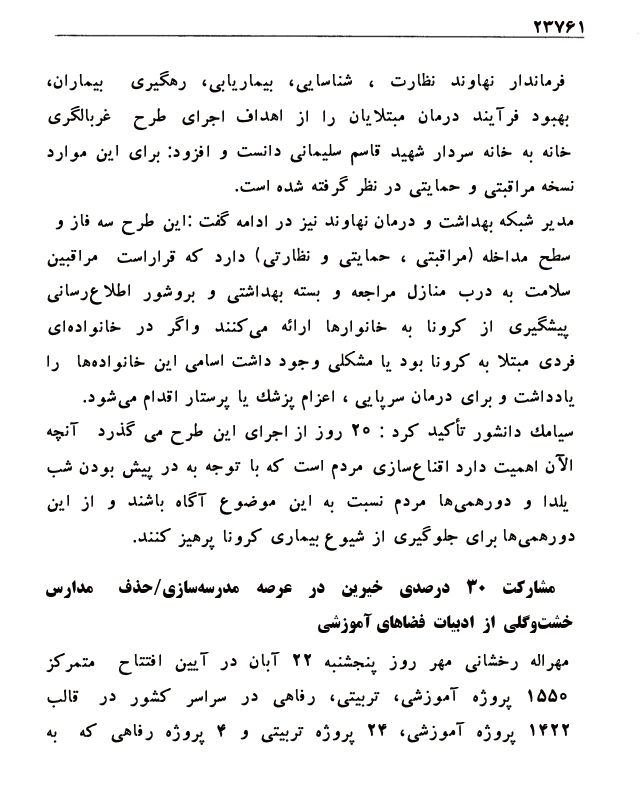 ۲۳۷۶۱
فرماندار نهاوند نظارت ، شناسایی، بیماریابی، رهگیری بیماران،
بهبود فرآیند درمان مبتلایان را از اهداف اجرای طرح غربالگری
خانه به خانه سردار شهید قاسم سلیمانی دانست و افزود: برای این موارد
نسخه مراقبتی و حمایتی در نظر گرفته شده است.
مدیر شبکه بهداشت و درمان نهاوند نیز در ادامه گفت :این طرح سه فاز و
سطح مداخله (مراقبتی ، حمایتی و نظارتی) دارد که قراراست مراقبین
سلامت به درب منازل مراجعه و بسته بهداشتی و بروشور اطلاع‌رسانی
پیشگیری از کرونا به خانوارها ارائه می‌کنند واگر در خانواده‌ای
فردی مبتلا به کرونا بود یا مشکلی وجود داشت اسامی این خانواده‌ها را
یادداشت و برای درمان سرپایی ، اعزام پزشك یا پرستار اقدام می‌شود.
سیامك دانشور تأکید کرد : ۲۰ روز از اجرای این طرح می گذرد آنچه
الآن اهمیت دارد اقناع‌سازی مردم است که با توجه به در پیش بودن شب
یلدا و دورهمی‌ها مردم نسبت به این موضوع آگاه باشند و از این
دورهمی‌ها برای جلوگیری از شیوع بیماری کرونا پرهیز کنند.
مشارکت ۳۰ درصدی خیرین در عرصه مدرسه‌سازی/حذف مدارس
خشت‌وگلی از ادبیات فضاهای آموزشی
مهراله رخشانی مهر روز پنجشنبه ۲۲ آبان در آیین افتتاح متمرکز
۱۵۵۰ پروژه آموزشی، تربیتی، رفاهی در سراسر کشور در قالب
۱۴۲۲ پروژه آموزشی، ۲۴ پروژه تربیتی و ۴ پروژه رفاهی که به